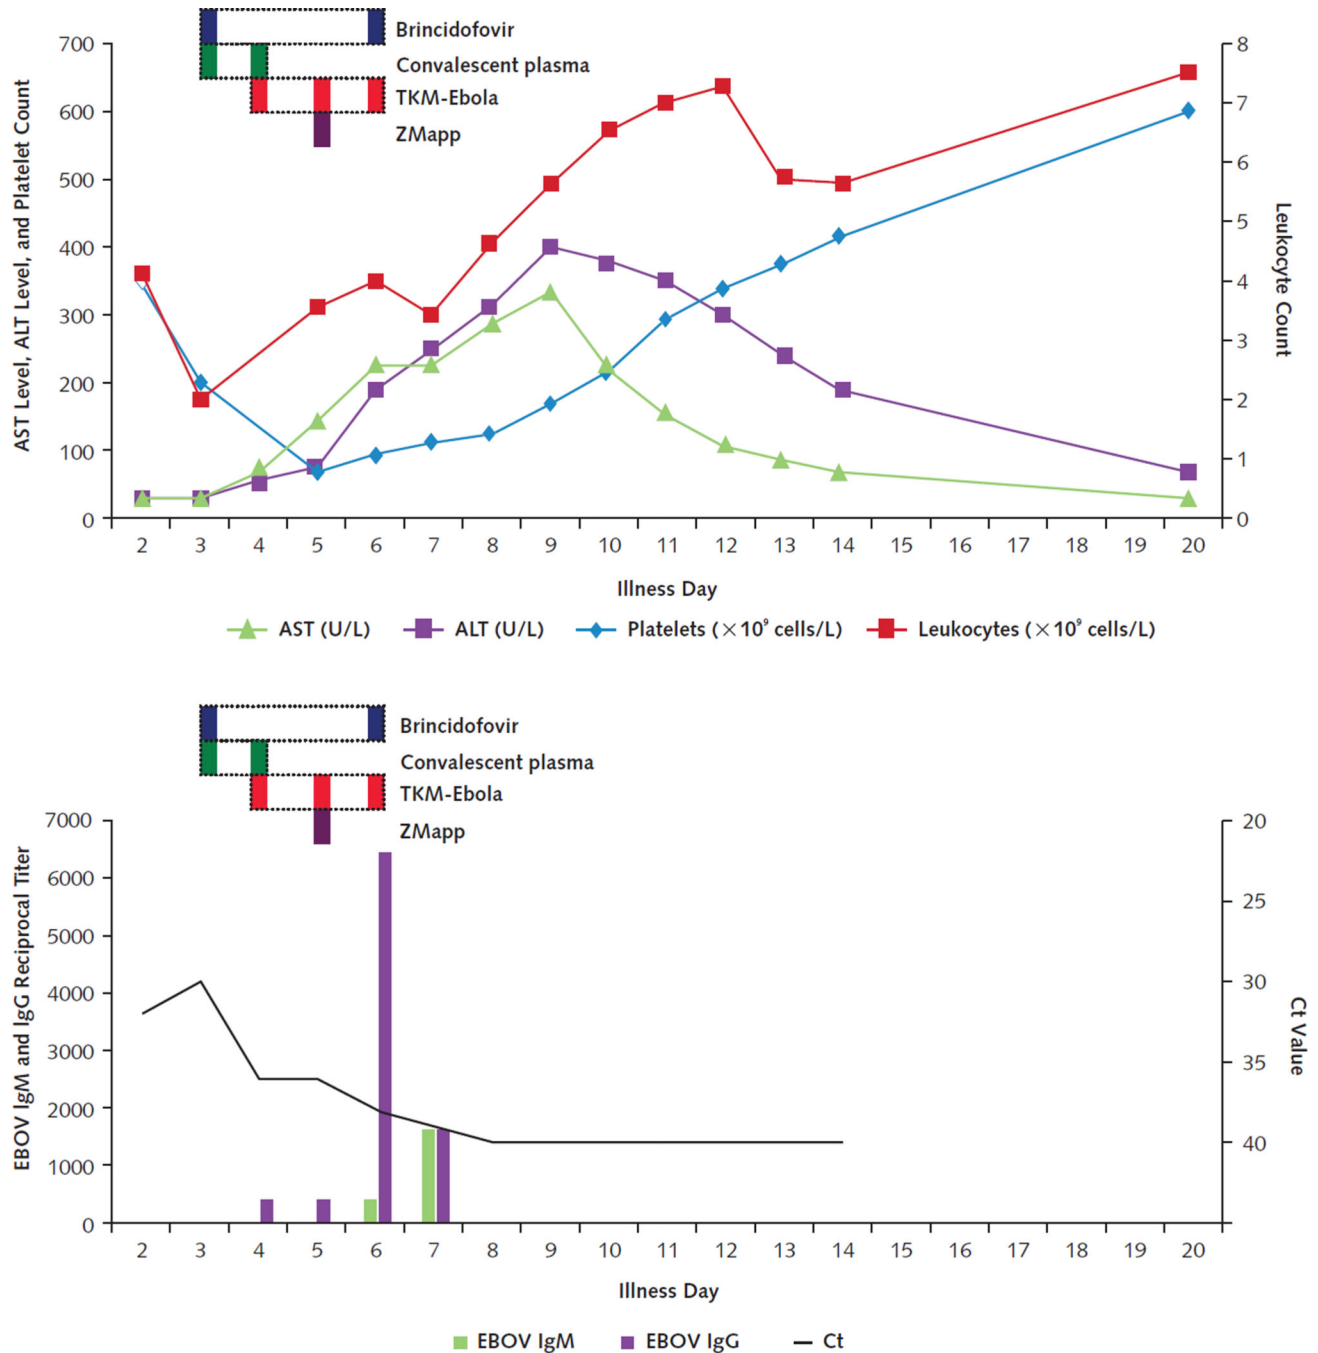 Brincidofovir
Convalescent plasma
TKM-Ebola
ZMapp
AST Level, ALT Level, and Platelet Count
700
600
500
400
300
200
100
0
8
7
6
5
4
3
2
1
0
Leukocyte Count
2 3 4 5 6 7 8 9 10 11 12 13 14 15 16 17 18 19 20
Illness Day
AST (U/L) ALT (U/L) Platelets (×10⁹ cells/L) Leukocytes (×10⁹ cells/L)
Brincidofovir
Convalescent plasma
TKM-Ebola
ZMapp
EBOV IgM and IgG Reciprocal Titer
7000
6000
5000
4000
3000
2000
1000
0
20
25
30
35
40
Ct Value
2 3 4 5 6 7 8 9 10 11 12 13 14 15 16 17 18 19 20
Illness Day
EBOV IgM EBOV IgG Ct